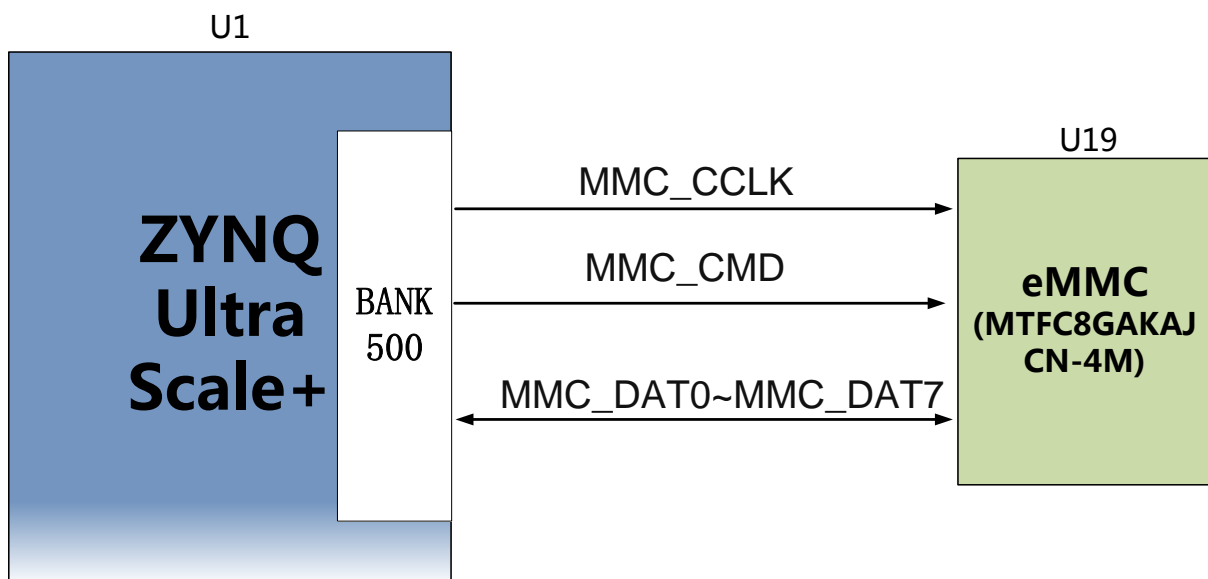 U1
ZYNQ
Ultra
Scale+
BANK
500
MMC_CCLK
MMC_CMD
MMC_DAT0~MMC_DAT7
U19
eMMC
(MTFC8GAKAJ
CN-4M)